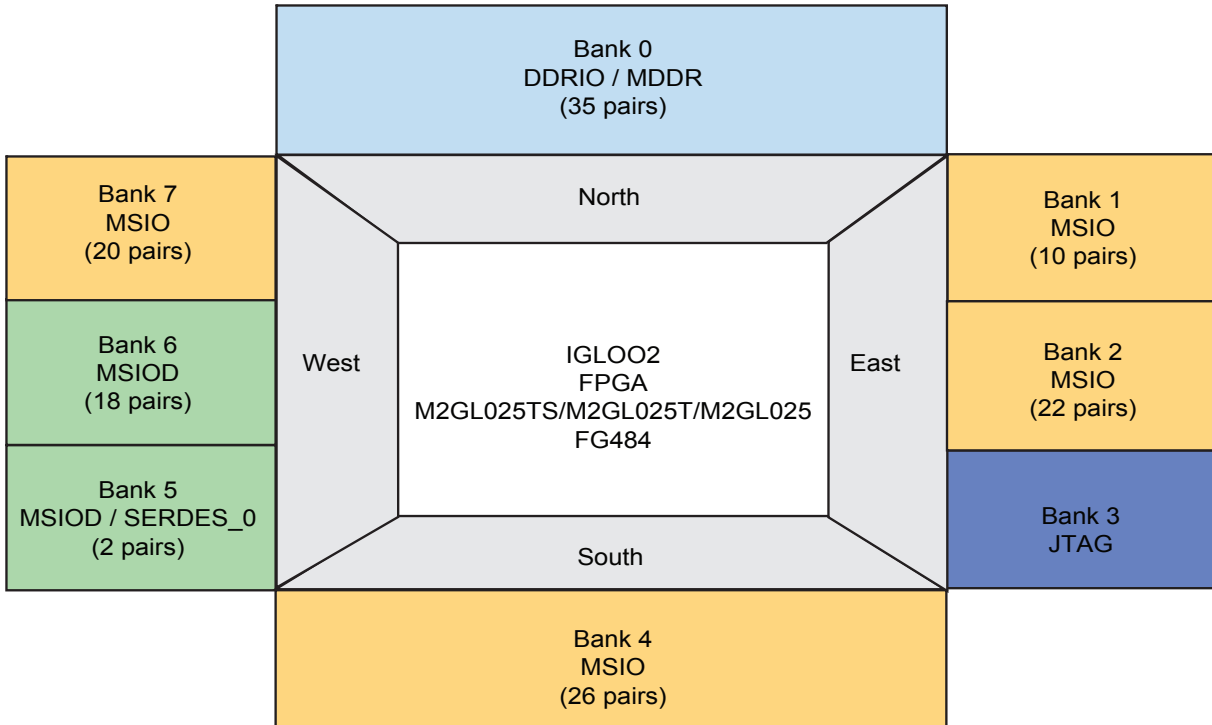 Bank 0
DDRIO / MDDR
(35 pairs)
Bank 7
MSIO
(20 pairs)
North
Bank 1
MSIO
(10 pairs)
Bank 6
MSIOD
(18 pairs)
West
IGLOO2
FPGA
M2GL025TS/M2GL025T/M2GL025
FG484
East
Bank 2
MSIO
(22 pairs)
Bank 5
MSIOD / SERDES_0
(2 pairs)
South
Bank 3
JTAG
Bank 4
MSIO
(26 pairs)